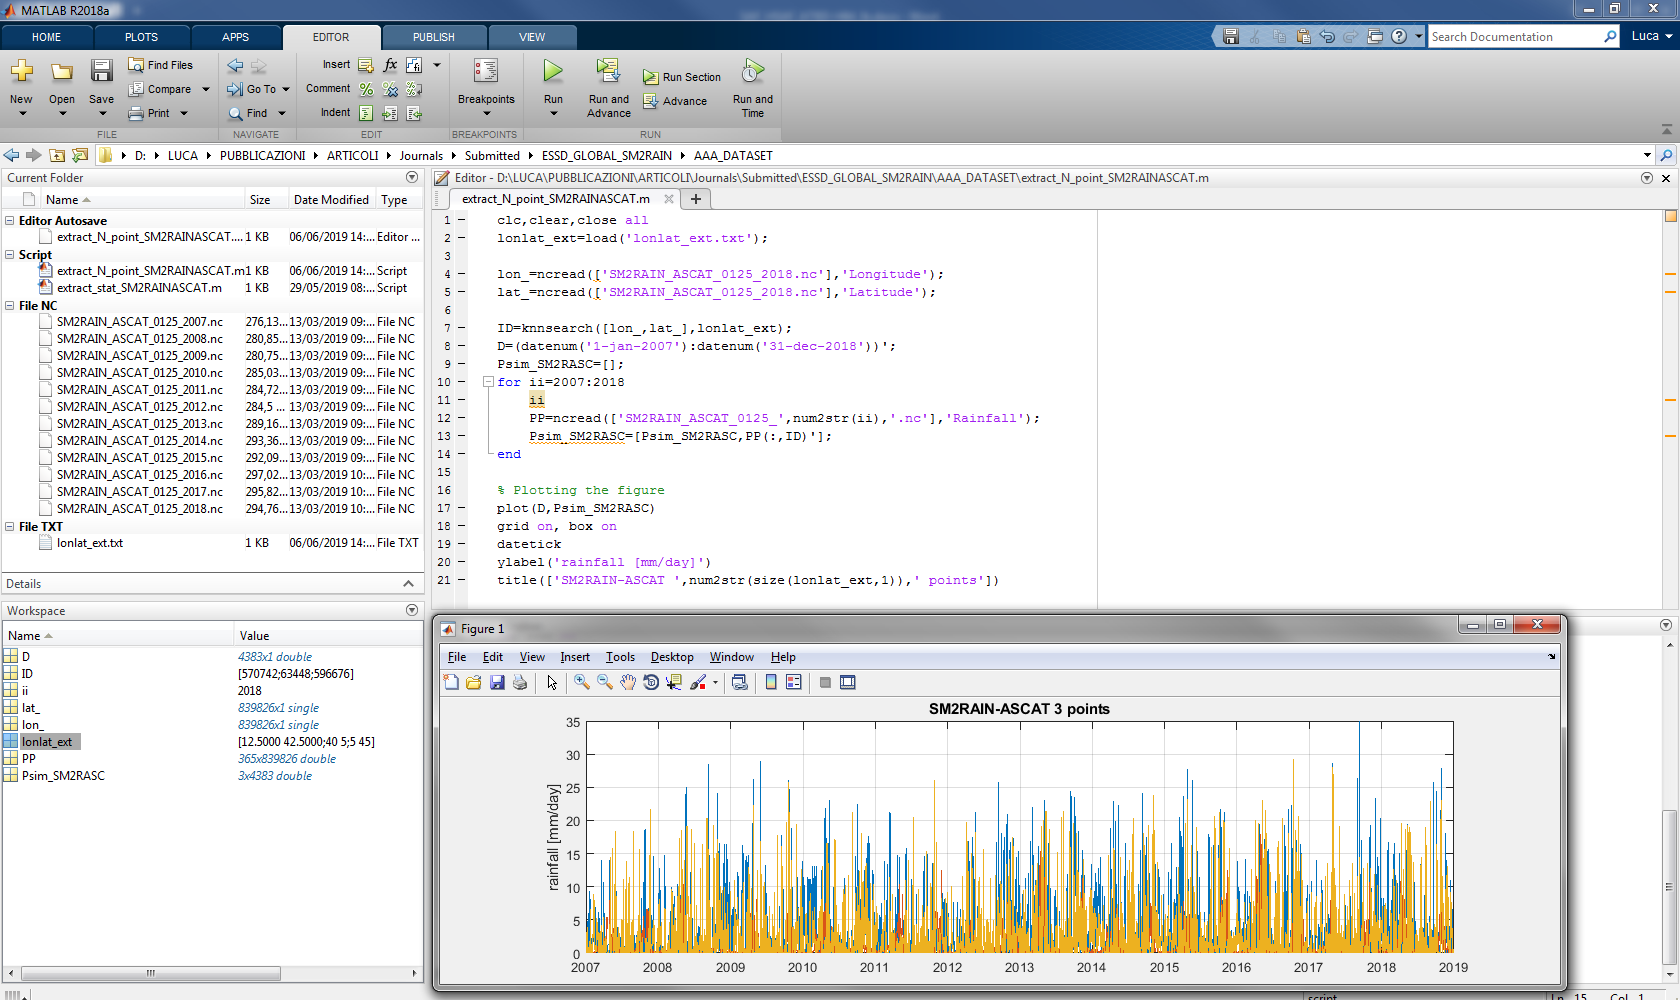 MATLAB R2018a
HOME PLOTS APPS EDITOR PUBLISH VIEW
Search Documentation
Luca
New Open Save
Find Files
Compare
Print
Go To
Find
Insert
Comment
Indent
fx
Breakpoints
Run
Run and Advance
Run Section
Advance
Run and Time
FILE NAVIGATE EDIT BREAKPOINTS RUN
D: LUCA PUBBLICAZIONI ARTICOLI Journals Submitted ESSD_GLOBAL_SM2RAIN AAA_DATASET
Current Folder
Name Size Date Modified Type
Editor Autosave
extract_N_point_SM2RAINASCAT.... 1 KB 06/06/2019 14:... Editor ...
Script
extract_N_point_SM2RAINASCAT.m 1 KB 06/06/2019 14:... Script
extract_stat_SM2RAINASCAT.m 1 KB 29/05/2019 08:... Script
File NC
SM2RAIN_ASCAT_0125_2007.nc 276,13... 13/03/2019 09:... File NC
SM2RAIN_ASCAT_0125_2008.nc 280,85... 13/03/2019 09:... File NC
SM2RAIN_ASCAT_0125_2009.nc 280,75... 13/03/2019 09:... File NC
SM2RAIN_ASCAT_0125_2010.nc 285,03... 13/03/2019 09:... File NC
SM2RAIN_ASCAT_0125_2011.nc 284,72... 13/03/2019 09:... File NC
SM2RAIN_ASCAT_0125_2012.nc 284,5 ... 13/03/2019 09:... File NC
SM2RAIN_ASCAT_0125_2013.nc 289,16... 13/03/2019 09:... File NC
SM2RAIN_ASCAT_0125_2014.nc 293,36... 13/03/2019 09:... File NC
SM2RAIN_ASCAT_0125_2015.nc 292,09... 13/03/2019 09:... File NC
SM2RAIN_ASCAT_0125_2016.nc 297,02... 13/03/2019 10:... File NC
SM2RAIN_ASCAT_0125_2017.nc 295,82... 13/03/2019 10:... File NC
SM2RAIN_ASCAT_0125_2018.nc 294,76... 13/03/2019 10:... File NC
File TXT
lonlat_ext.txt 1 KB 06/06/2019 14:... File TXT
Details
Workspace
Name Value
D 4383x1 double
ID [570742;63448;596676]
ii 2018
lat_ 839826x1 single
lon_ 839826x1 single
lonlat_ext [12.5000 42.5000;40 5;5 45]
PP 365x839826 double
Psim_SM2RASC 3x4383 double
Editor - D:\LUCA\PUBBLICAZIONI\ARTICOLI\Journals\Submitted\ESSD_GLOBAL_SM2RAIN\AAA_DATASET\extract_N_point_SM2RAINASCAT.m
extract_N_point_SM2RAINASCAT.m
1 clc,clear,close all
2 lonlat_ext=load('lonlat_ext.txt');
3
4 lon_=ncread(['SM2RAIN_ASCAT_0125_2018.nc'],'Longitude');
5 lat_=ncread(['SM2RAIN_ASCAT_0125_2018.nc'],'Latitude');
6
7 ID=knnsearch([lon_,lat_],lonlat_ext);
8 D=(datenum('1-jan-2007'):datenum('31-dec-2018'))';
9 Psim_SM2RASC=[];
10 for ii=2007:2018
11 ii
12 PP=ncread(['SM2RAIN_ASCAT_0125_',num2str(ii),'.nc'],'Rainfall');
13 Psim_SM2RASC=[Psim_SM2RASC,PP(:,ID)'];
14 end
15
16 % Plotting the figure
17 plot(D,Psim_SM2RASC)
18 grid on, box on
19 datetick
20 ylabel('rainfall [mm/day]')
21 title(['SM2RAIN-ASCAT ',num2str(size(lonlat_ext,1)),' points'])
Figure 1
File Edit View Insert Tools Desktop Window Help
SM2RAIN-ASCAT 3 points
rainfall [mm/day]
35
30
25
20
15
10
5
0
2007 2008 2009 2010 2011 2012 2013 2014 2015 2016 2017 2018 2019
script Ln 15 Col 1